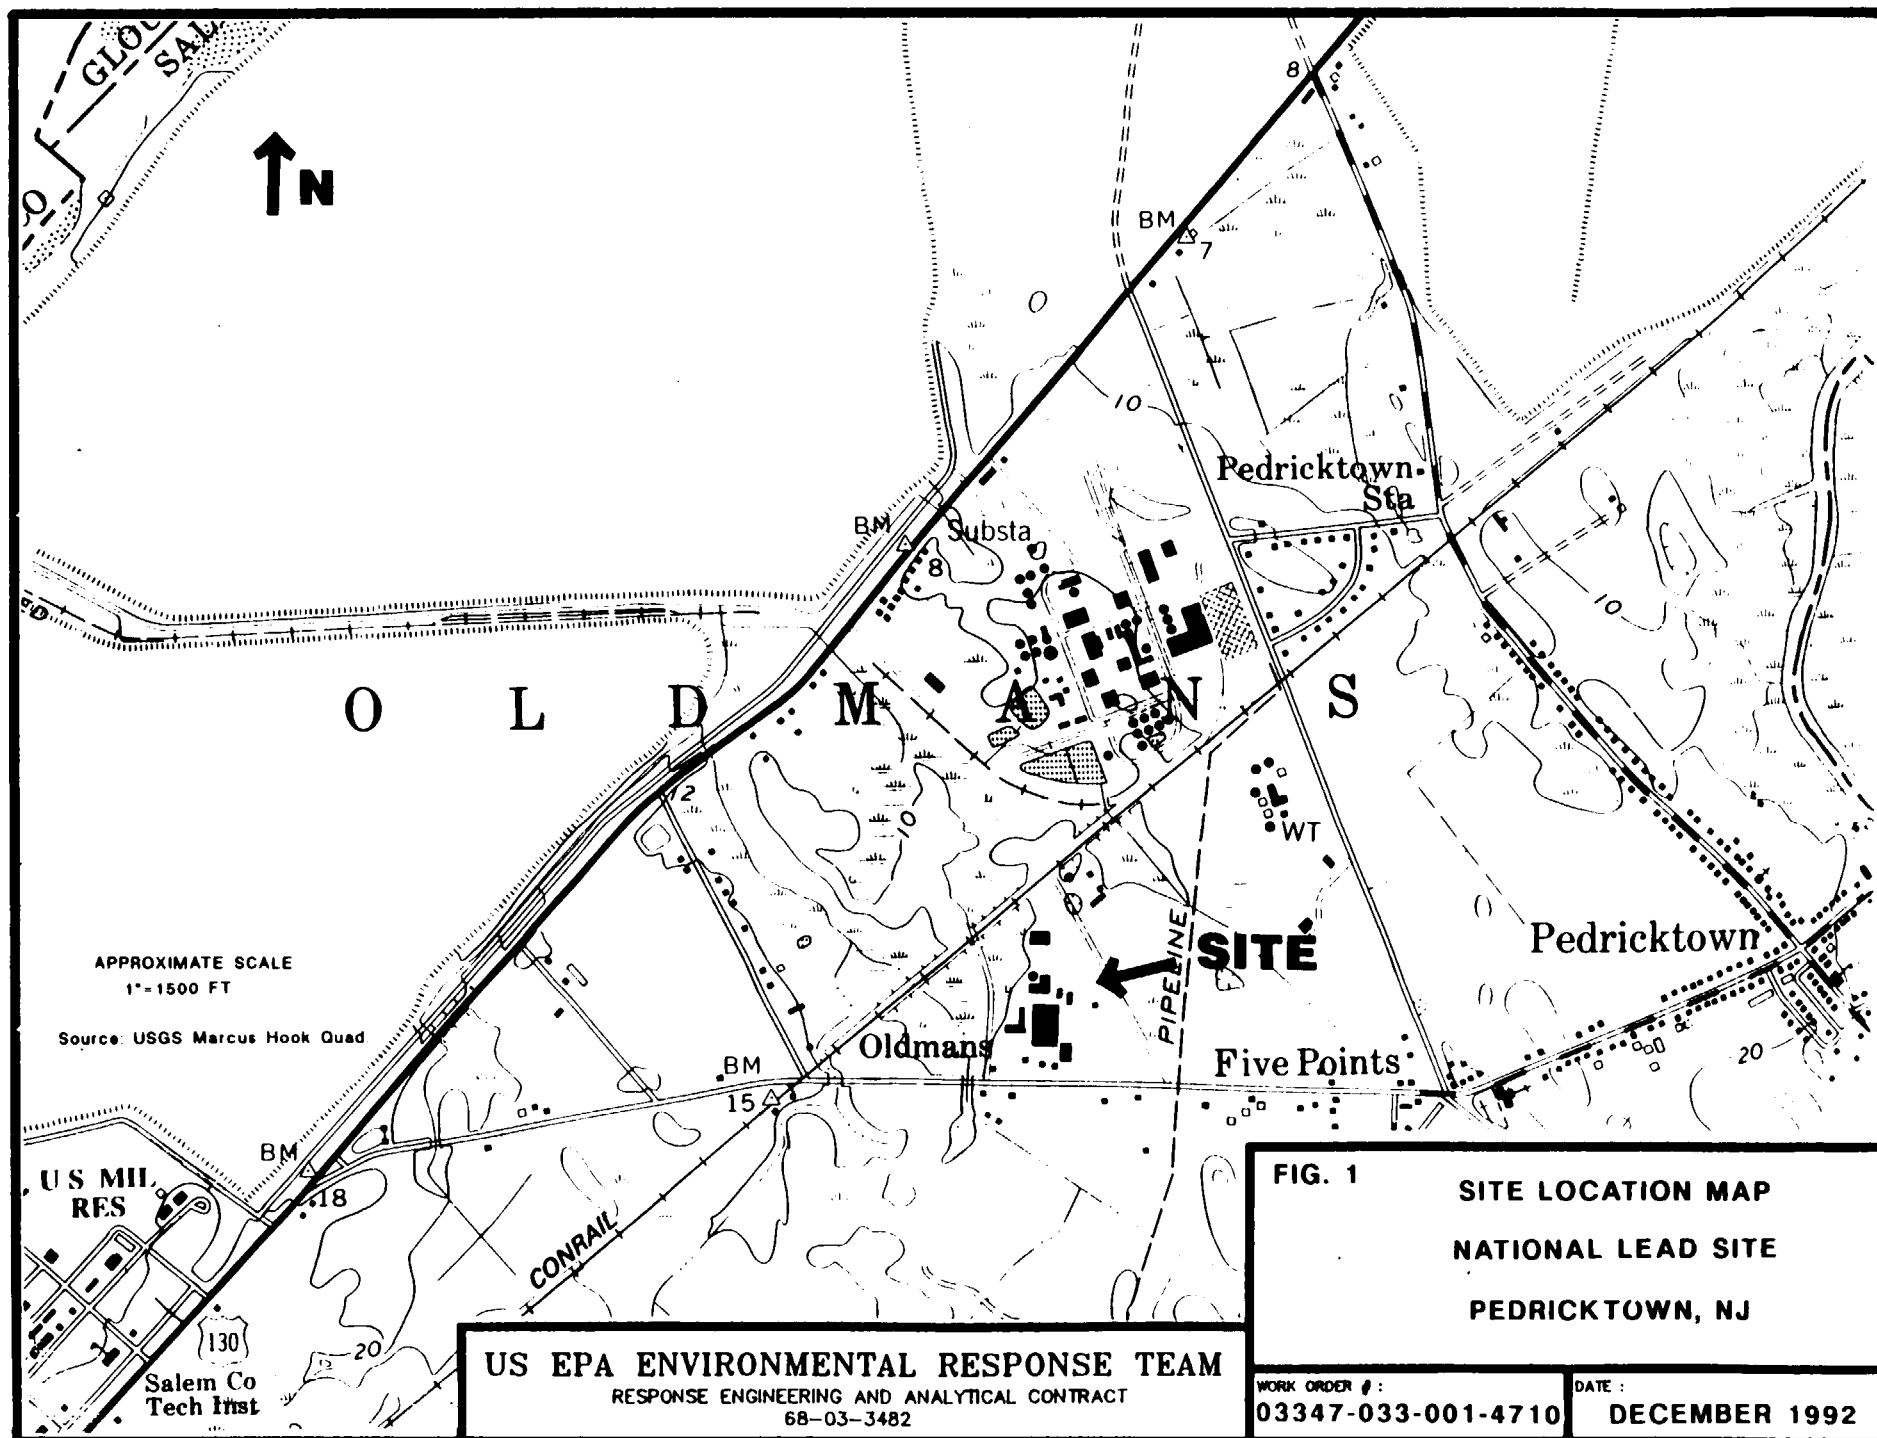 SAL
N
8
BM
7
0
10
Pedricktown
Sta
BM
Substa
8
10
O L D M A N S
12
10
WT
PIPELINE
SITE
Pedricktown
APPROXIMATE SCALE
1"=1500 FT
Source: USGS Marcus Hook Quad
Oldmans
Five Points
20
BM
15
BM
18
US MIL
RES
CONRAIL
130
20
Salem Co
Tech Inst
FIG. 1
SITE LOCATION MAP
NATIONAL LEAD SITE
PEDRICKTOWN, NJ
US EPA ENVIRONMENTAL RESPONSE TEAM
RESPONSE ENGINEERING AND ANALYTICAL CONTRACT
68-03-3482
WORK ORDER #:
03347-033-001-4710
DATE :
DECEMBER 1992